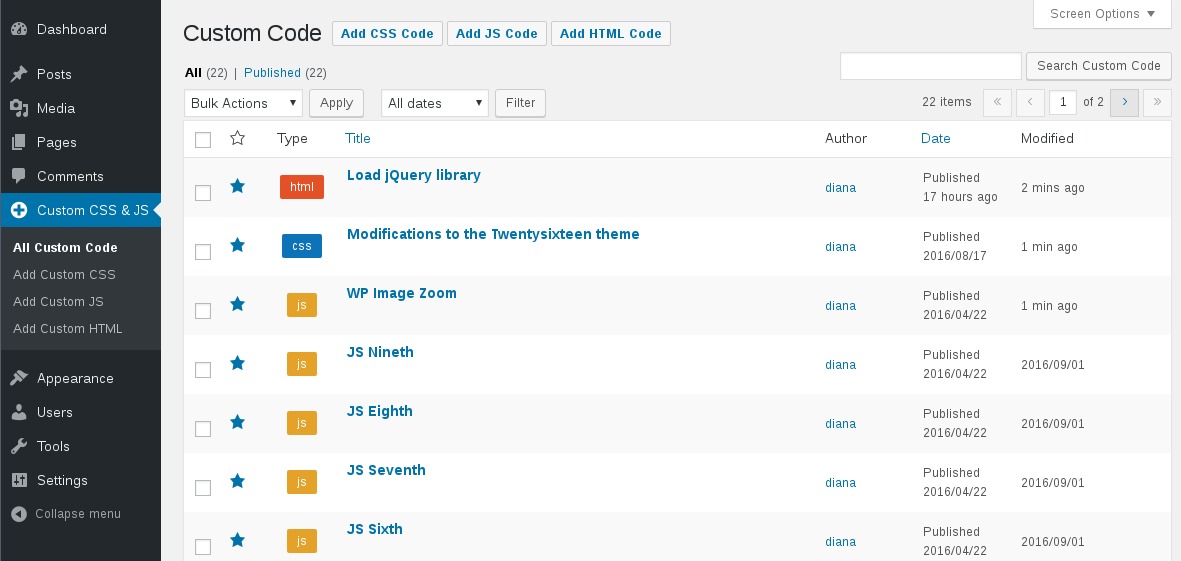 Dashboard
Posts
Media
Pages
Comments
Custom CSS & JS
All Custom Code
Add Custom CSS
Add Custom JS
Add Custom HTML
Appearance
Users
Tools
Settings
Collapse menu
Screen Options
Custom Code Add CSS Code Add JS Code Add HTML Code
All (22) | Published (22)
Search Custom Code
Bulk Actions Apply All dates Filter 22 items « ‹ 1 of 2 › »
Type Title Author Date Modified
html Load jQuery library diana Published 17 hours ago 2 mins ago
css Modifications to the Twentysixteen theme diana Published 2016/08/17 1 min ago
js WP Image Zoom diana Published 2016/04/22 1 min ago
js JS Nineth diana Published 2016/04/22 2016/09/01
js JS Eighth diana Published 2016/04/22 2016/09/01
js JS Seventh diana Published 2016/04/22 2016/09/01
js JS Sixth diana Published 2016/04/22 2016/09/01